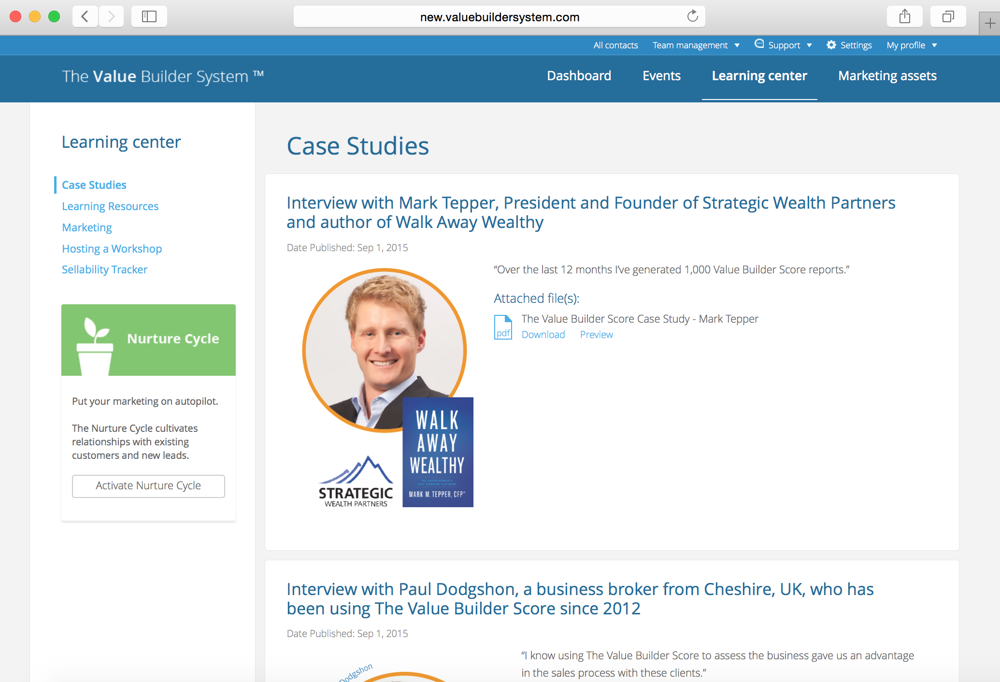 new.valuebuildersystem.com
All contacts
Team management
Support
Settings
My profile
The Value Builder System ™
Dashboard
Events
Learning center
Marketing assets
Learning center
Case Studies
Learning Resources
Marketing
Hosting a Workshop
Sellability Tracker
Nurture Cycle
Put your marketing on autopilot.
The Nurture Cycle cultivates
relationships with existing
customers and new leads.
Activate Nurture Cycle
Case Studies
Interview with Mark Tepper, President and Founder of Strategic Wealth Partners
and author of Walk Away Wealthy
Date Published: Sep 1, 2015
“Over the last 12 months I’ve generated 1,000 Value Builder Score reports.”
Attached file(s):
pdf
The Value Builder Score Case Study - Mark Tepper
Download
Preview
WALK
AWAY
WEALTHY
THE ENTREPRENEUR'S
EXIT PLANNING PLAYBOOK
MARK M. TEPPER, CFP®
STRATEGIC
WEALTH PARTNERS
Interview with Paul Dodgshon, a business broker from Cheshire, UK, who has
been using The Value Builder Score since 2012
Date Published: Sep 1, 2015
“I know using The Value Builder Score to assess the business gave us an advantage
in the sales process with these clients.”
Dodgshon